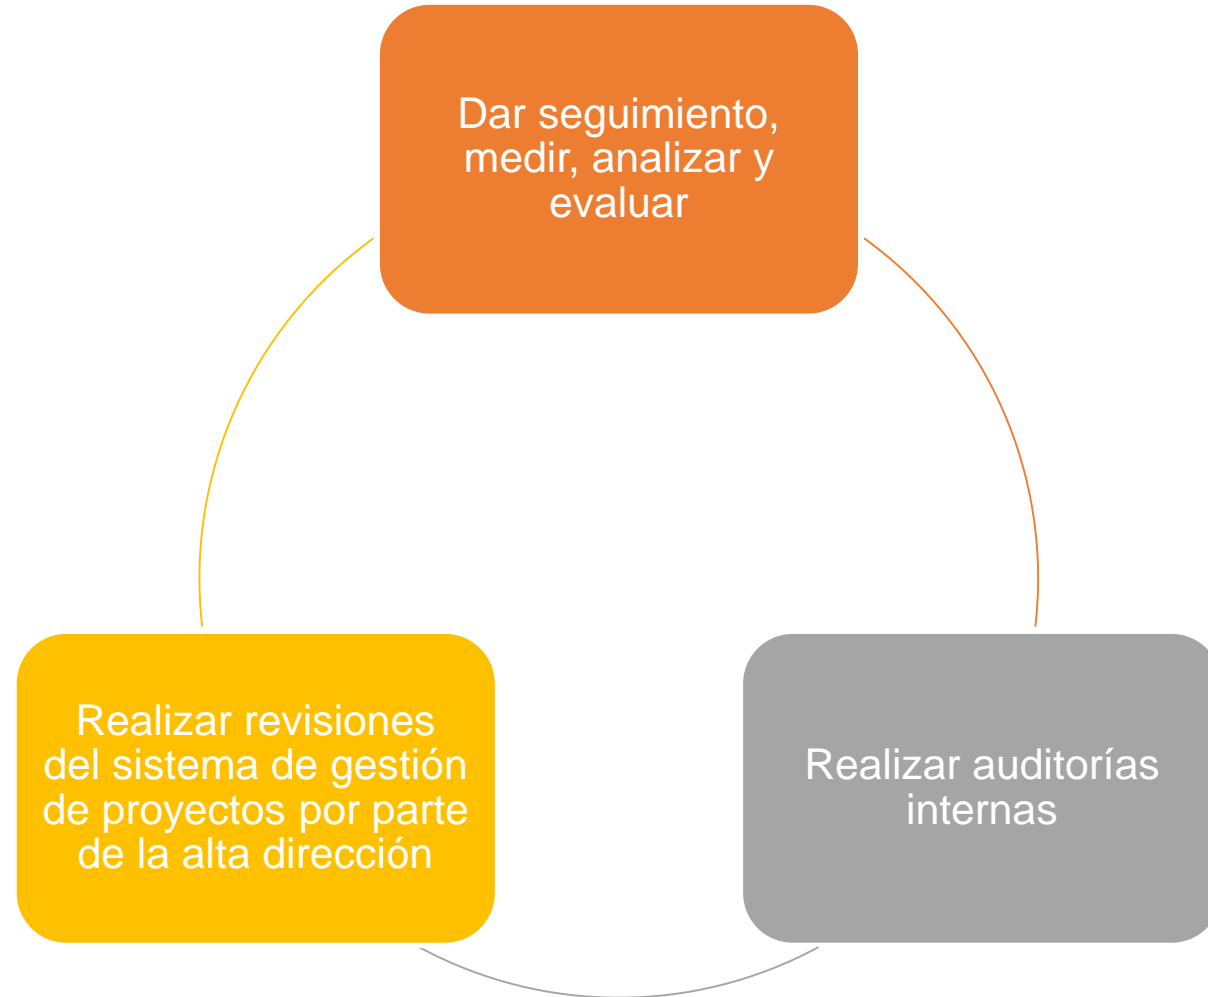 Dar seguimiento,
medir, analizar y
evaluar
Realizar revisiones
del sistema de gestión
de proyectos por parte
de la alta dirección
Realizar auditorías
internas